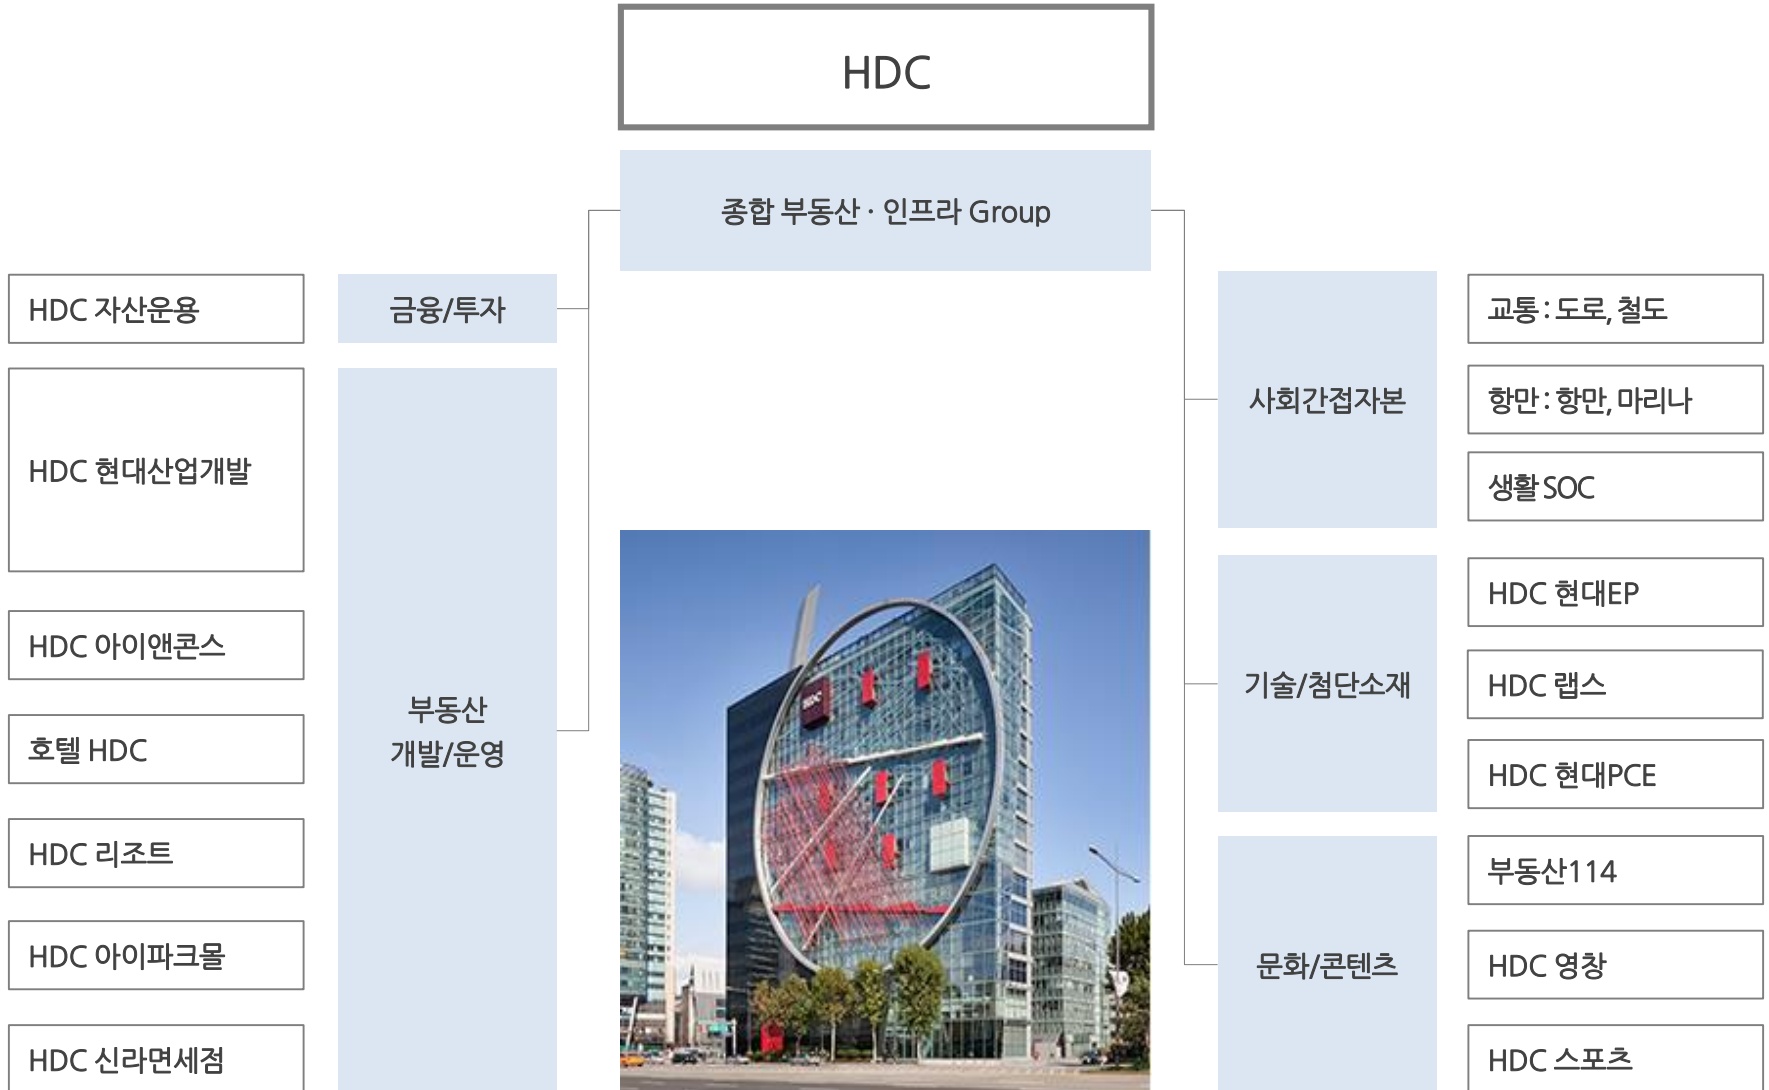 HDC
종합 부동산 · 인프라 Group
HDC 자산운용
금융/투자
HDC 현대산업개발
HDC 아이앤콘스
호텔 HDC
HDC 리조트
HDC 아이파크몰
HDC 신라면세점
부동산
개발/운영
사회간접자본
교통 : 도로, 철도
항만 : 항만, 마리나
생활 SOC
기술/첨단소재
HDC 현대EP
HDC 랩스
HDC 현대PCE
문화/콘텐츠
부동산114
HDC 영창
HDC 스포츠
HDC